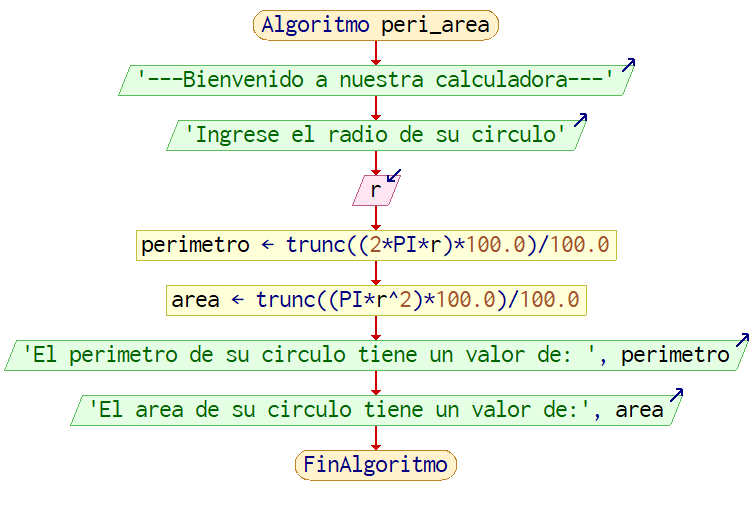 Algoritmo peri_area
'---Bienvenido a nuestra calculadora---'
'Ingrese el radio de su circulo'
r
perimetro ← trunc((2*PI*r)*100.0)/100.0
area ← trunc((PI*r^2)*100.0)/100.0
'El perimetro de su circulo tiene un valor de: ', perimetro
'El area de su circulo tiene un valor de:', area
FinAlgoritmo